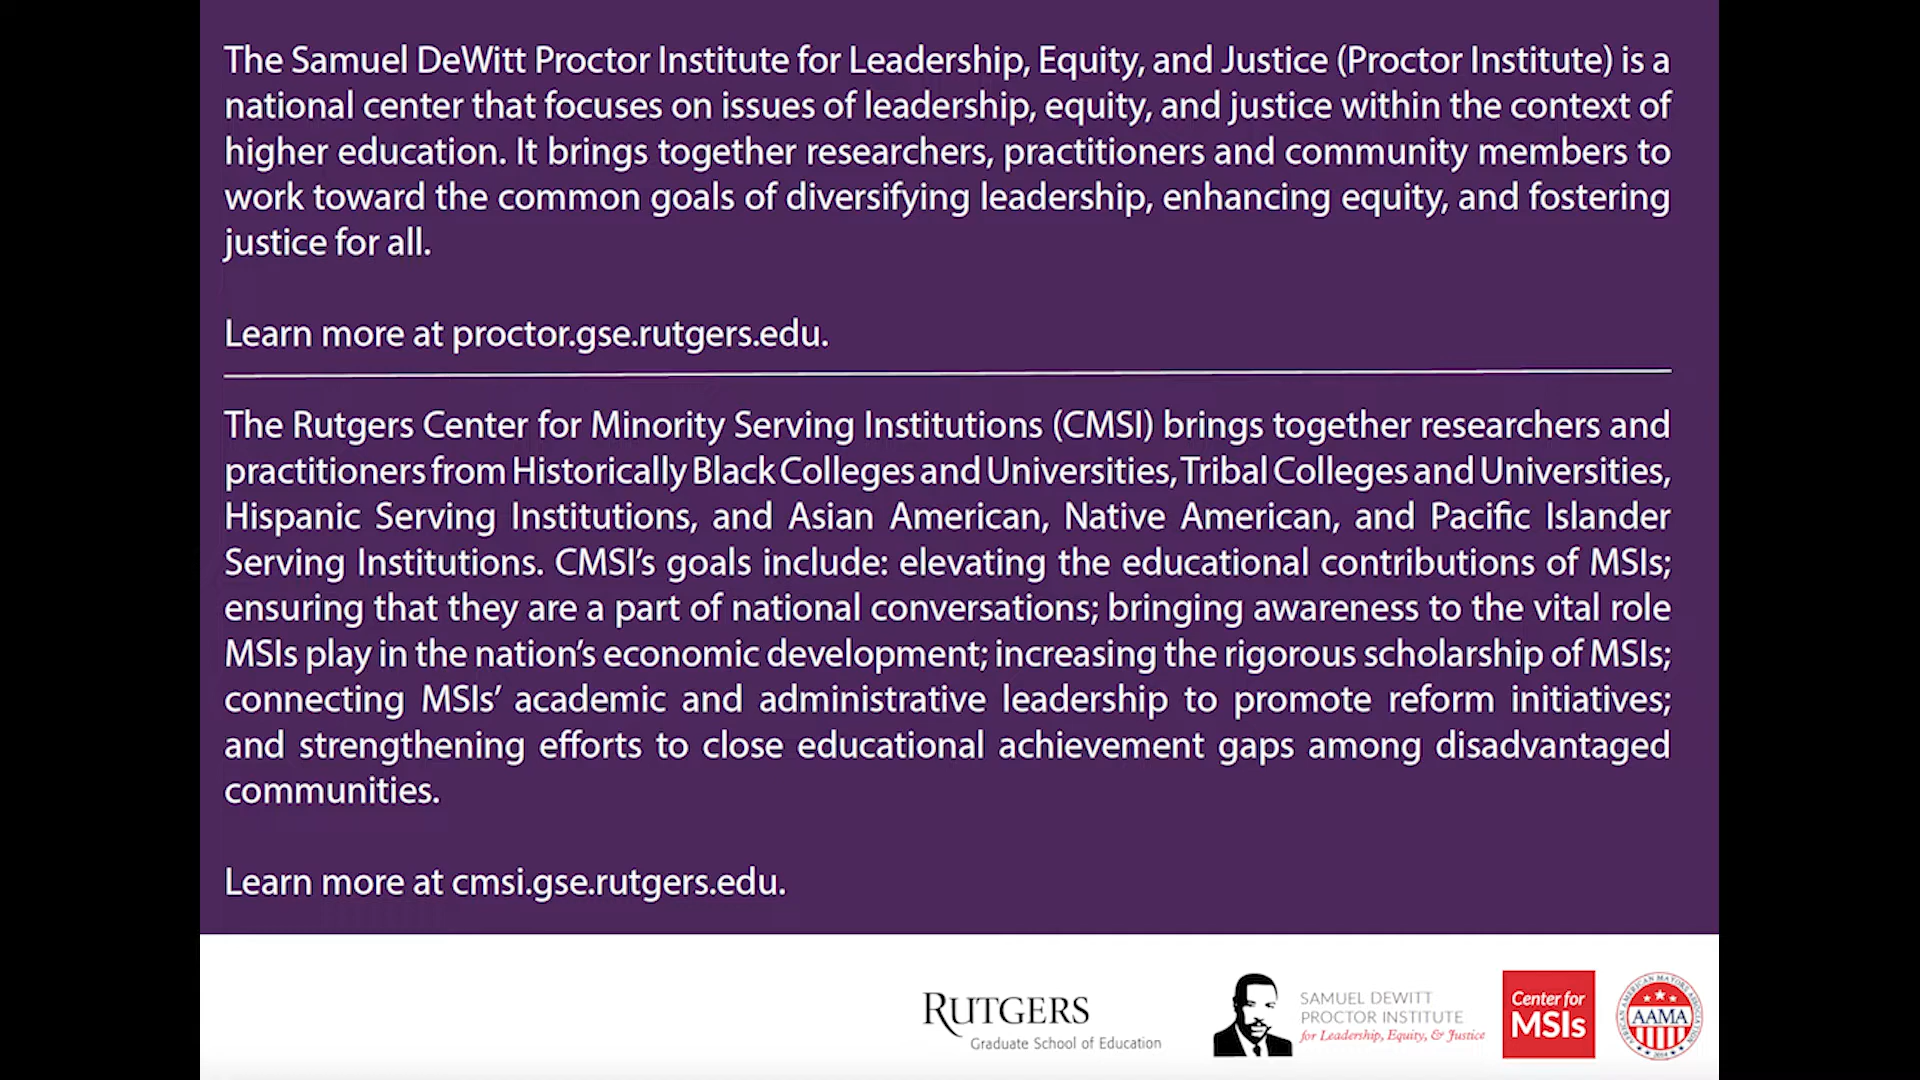 The Samuel DeWitt Proctor Institute for Leadership, Equity, and Justice (Proctor Institute) is a
national center that focuses on issues of leadership, equity, and justice within the context of
higher education. It brings together researchers, practitioners and community members to
work toward the common goals of diversifying leadership, enhancing equity, and fostering
justice for all.
Learn more at proctor.gse.rutgers.edu.
The Rutgers Center for Minority Serving Institutions (CMSI) brings together researchers and
practitioners from Historically Black Colleges and Universities, Tribal Colleges and Universities,
Hispanic Serving Institutions, and Asian American, Native American, and Pacific Islander
Serving Institutions. CMSI’s goals include: elevating the educational contributions of MSIs;
ensuring that they are a part of national conversations; bringing awareness to the vital role
MSIs play in the nation’s economic development; increasing the rigorous scholarship of MSIs;
connecting MSIs’ academic and administrative leadership to promote reform initiatives;
and strengthening efforts to close educational achievement gaps among disadvantaged
communities.
Learn more at cmsi.gse.rutgers.edu.
RUTGERS
Graduate School of Education
SAMUEL DEWITT
PROCTOR INSTITUTE
for Leadership, Equity, & Justice
Center for
MSIs
AMERICAN MAYORS ASSOCIATION
AAMA
2014